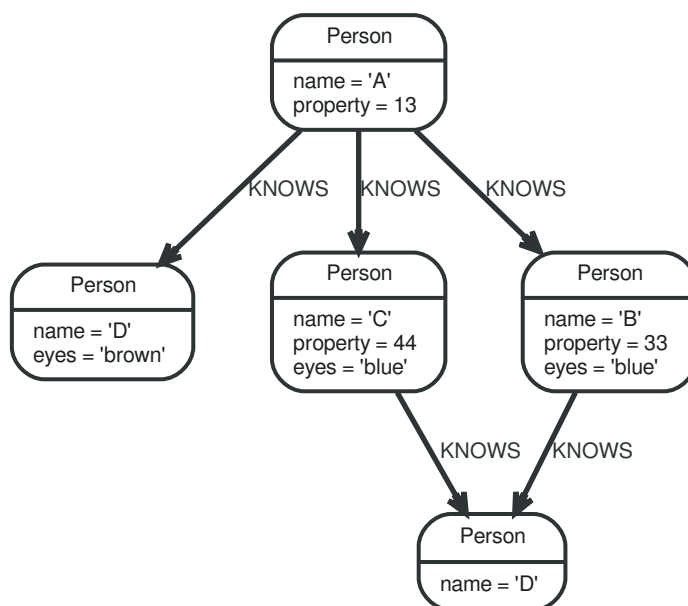 Person
name = 'A'
property = 13
KNOWS
KNOWS
KNOWS
Person
name = 'D'
eyes = 'brown'
Person
name = 'C'
property = 44
eyes = 'blue'
Person
name = 'B'
property = 33
eyes = 'blue'
KNOWS
KNOWS
Person
name = 'D'